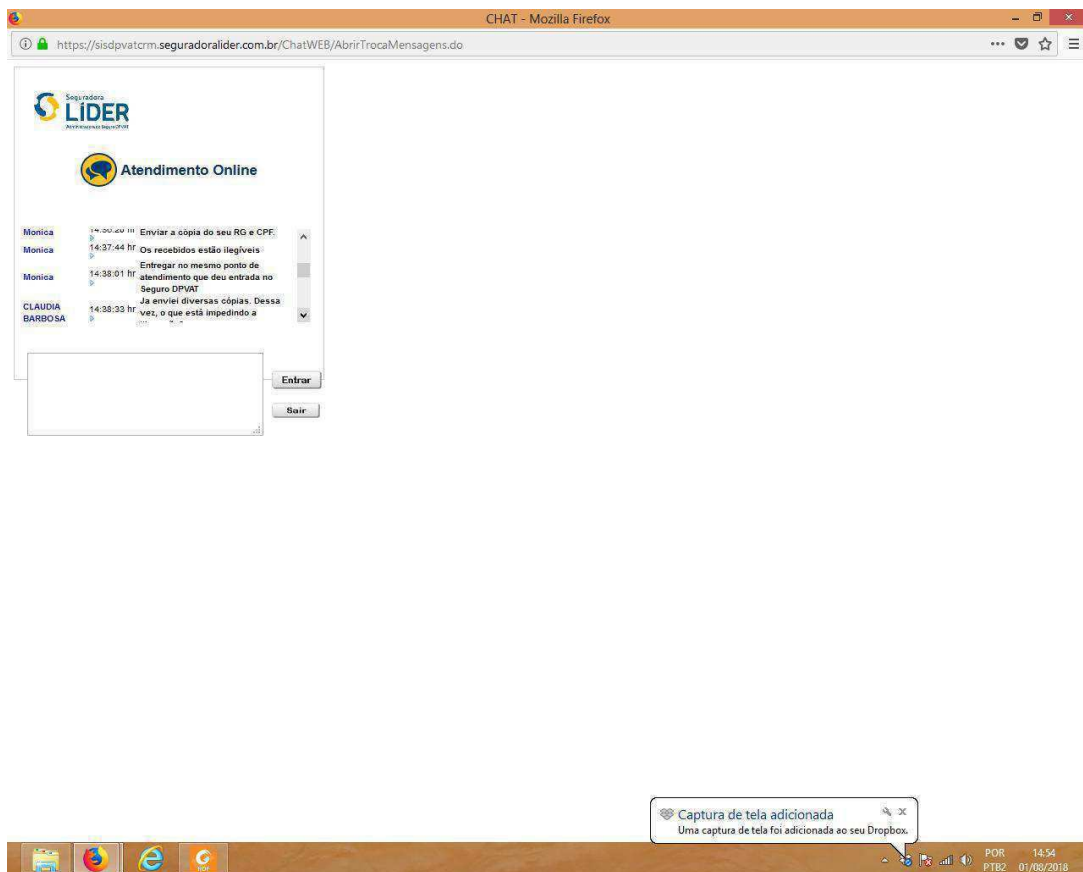 CHAT - Mozilla Firefox
https://sisdpvatcrm.seguradoralider.com.br/ChatWEB/AbrirTrocaMensagens.do
Seguradora
LÍDER
Atendimento Online
Monica Enviar a cópia do seu RG e CPF.
Monica 14:37:44 hr Os recebidos estão ilegíveis
Entregar no mesmo ponto de
Monica 14:38:01 hr atendimento que deu entrada no
Seguro DPVAT
CLAUDIA BARBOSA 14:38:33 hr Ja enviei diversas cópias. Dessa
vez, o que está impedindo a
Entrar
Sair
Captura de tela adicionada
Uma captura de tela foi adicionada ao seu Dropbox.
POR 14:54
PTB2 01/08/2018